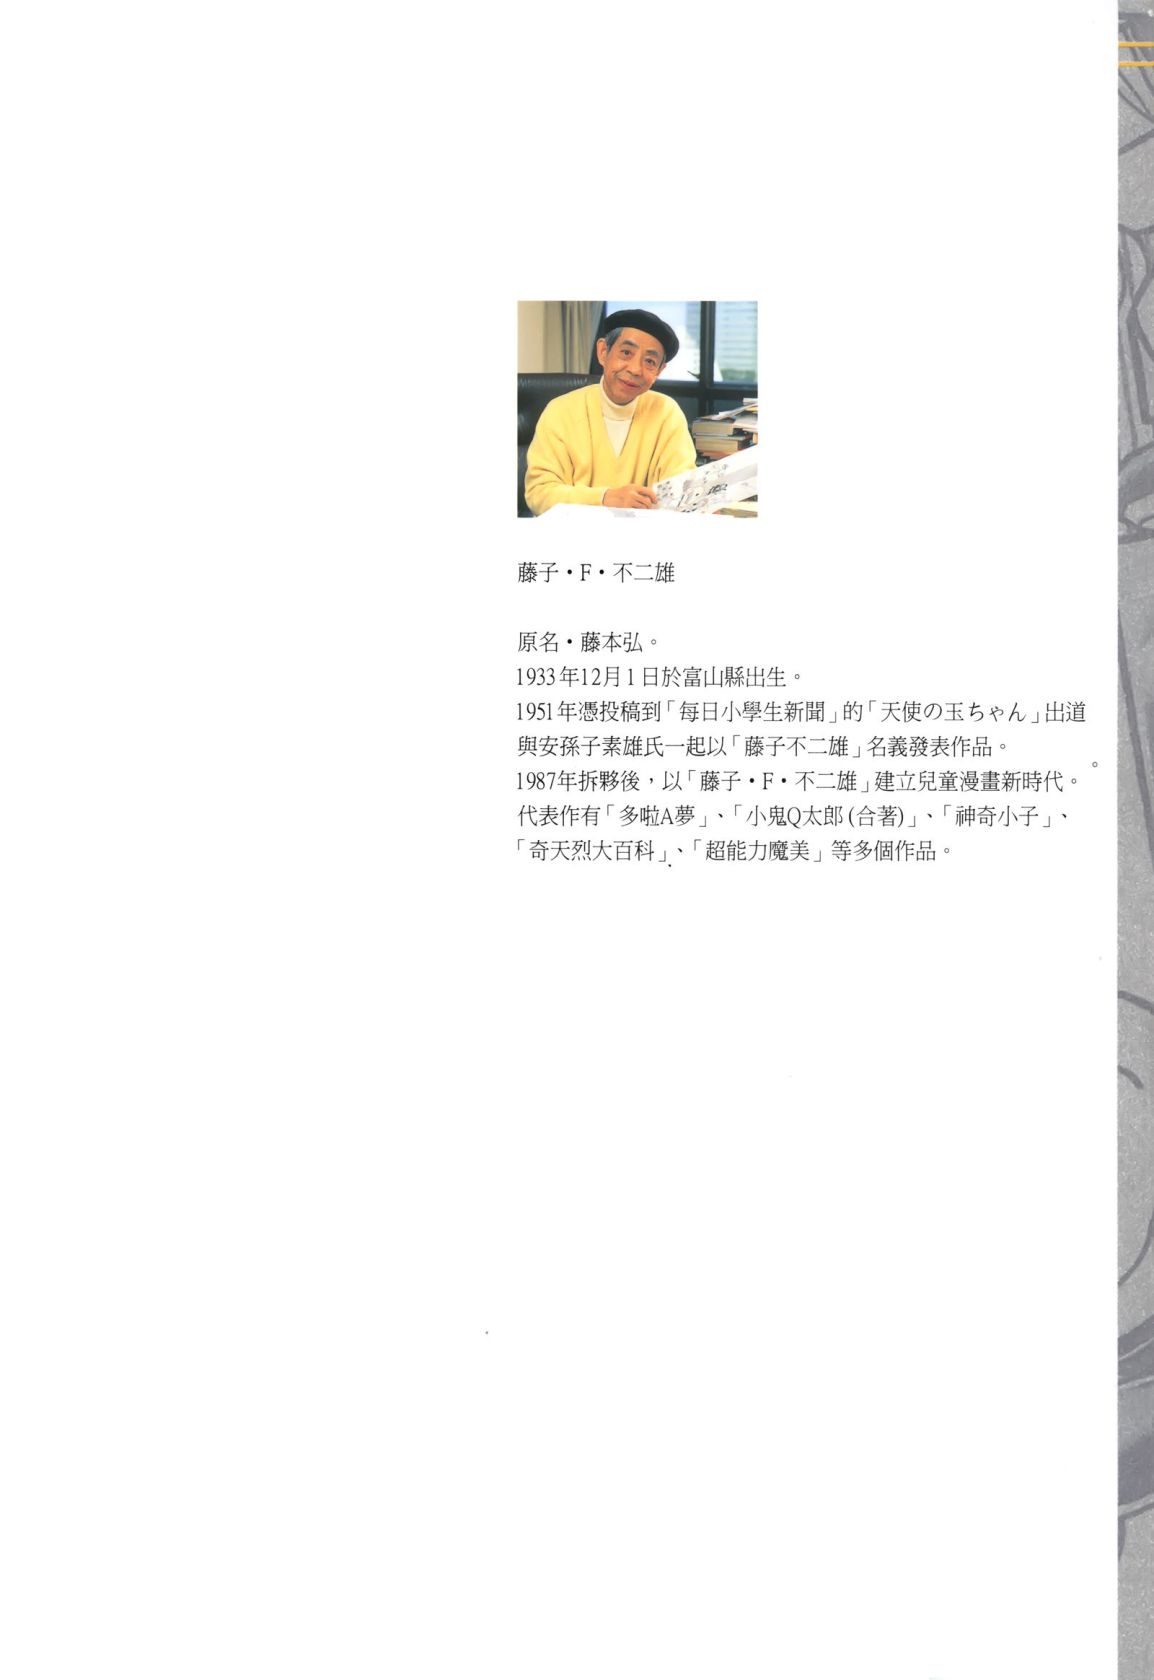 藤子・F・不二雄
原名・藤本弘。
1933年12月1日於富山縣出生。
1951年憑投稿到「每日小學生新聞」的「天使の玉ちゃん」出道
。
與安孫子素雄氏一起以「藤子不二雄」名義發表作品。
1987年拆夥後，以「藤子・F・不二雄」建立兒童漫畫新時代。
代表作有「多啦A夢」、「小鬼Q太郎(合著)」、「神奇小子」、
「奇天烈大百科」、「超能力魔美」等多個作品。